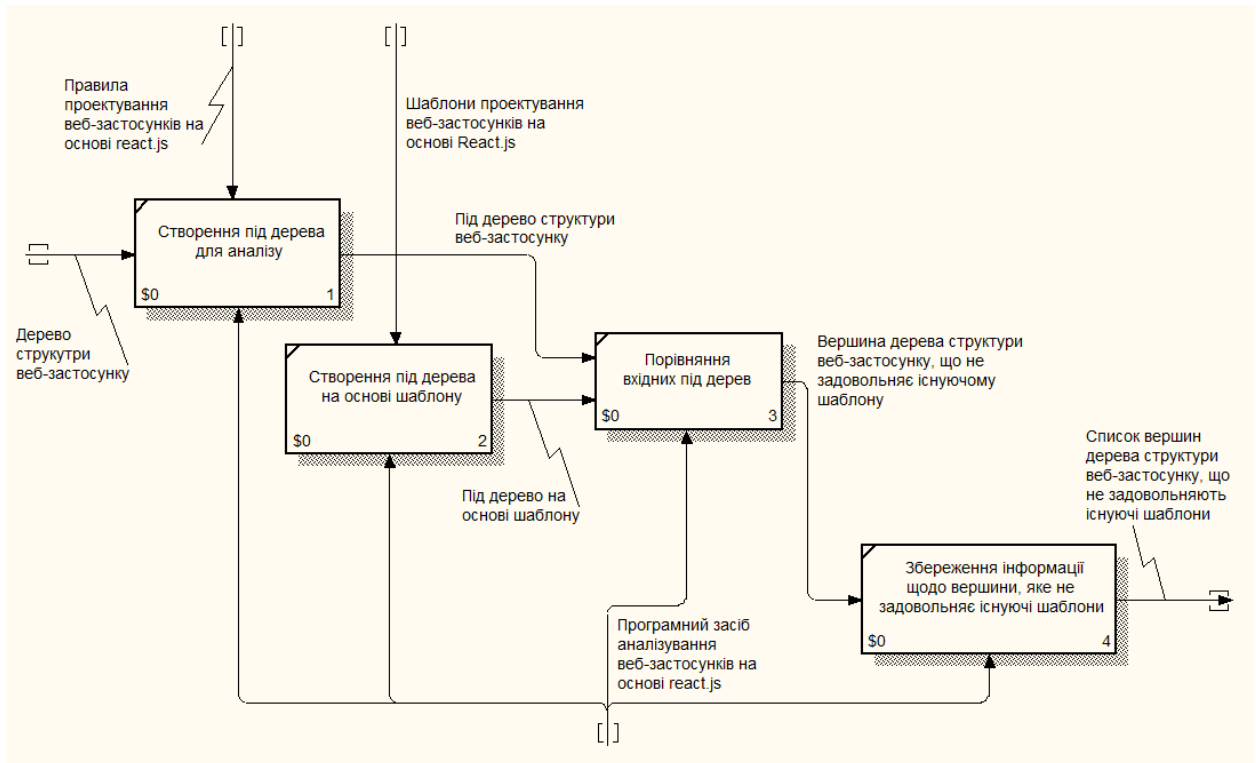 Правила
проектування
веб-застосунків на
основі react.js
Шаблони проектування
веб-застосунків на
основі React.js
Створення під дерева
для аналізу
$0
1
Під дерево структури
веб-застосунку
Дерево
струкутри
веб-застосунку
Створення під дерева
на основі шаблону
$0
2
Порівняння
вхідних під дерев
$0
3
Вершина дерева структури
веб-застосунку, що не
задовольняє існуючому
шаблону
Під дерево на
основі шаблону
Список вершин
дерева структури
веб-застосунку, що
не задовольняють
існуючі шаблони
Збереження інформації
щодо вершини, яке не
задовольняє існуючі шаблони
$0
4
Програмний засіб
аналізування
веб-застосунків на
основі react.js